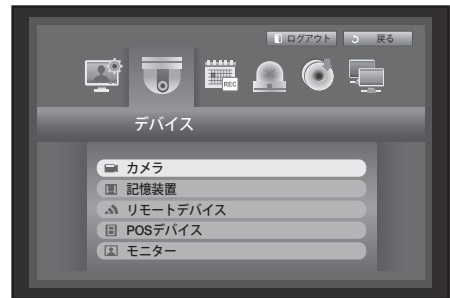 ログアウト 戻る
REC
デバイス
カメラ
記憶装置
リモートデバイス
POSデバイス
モニター